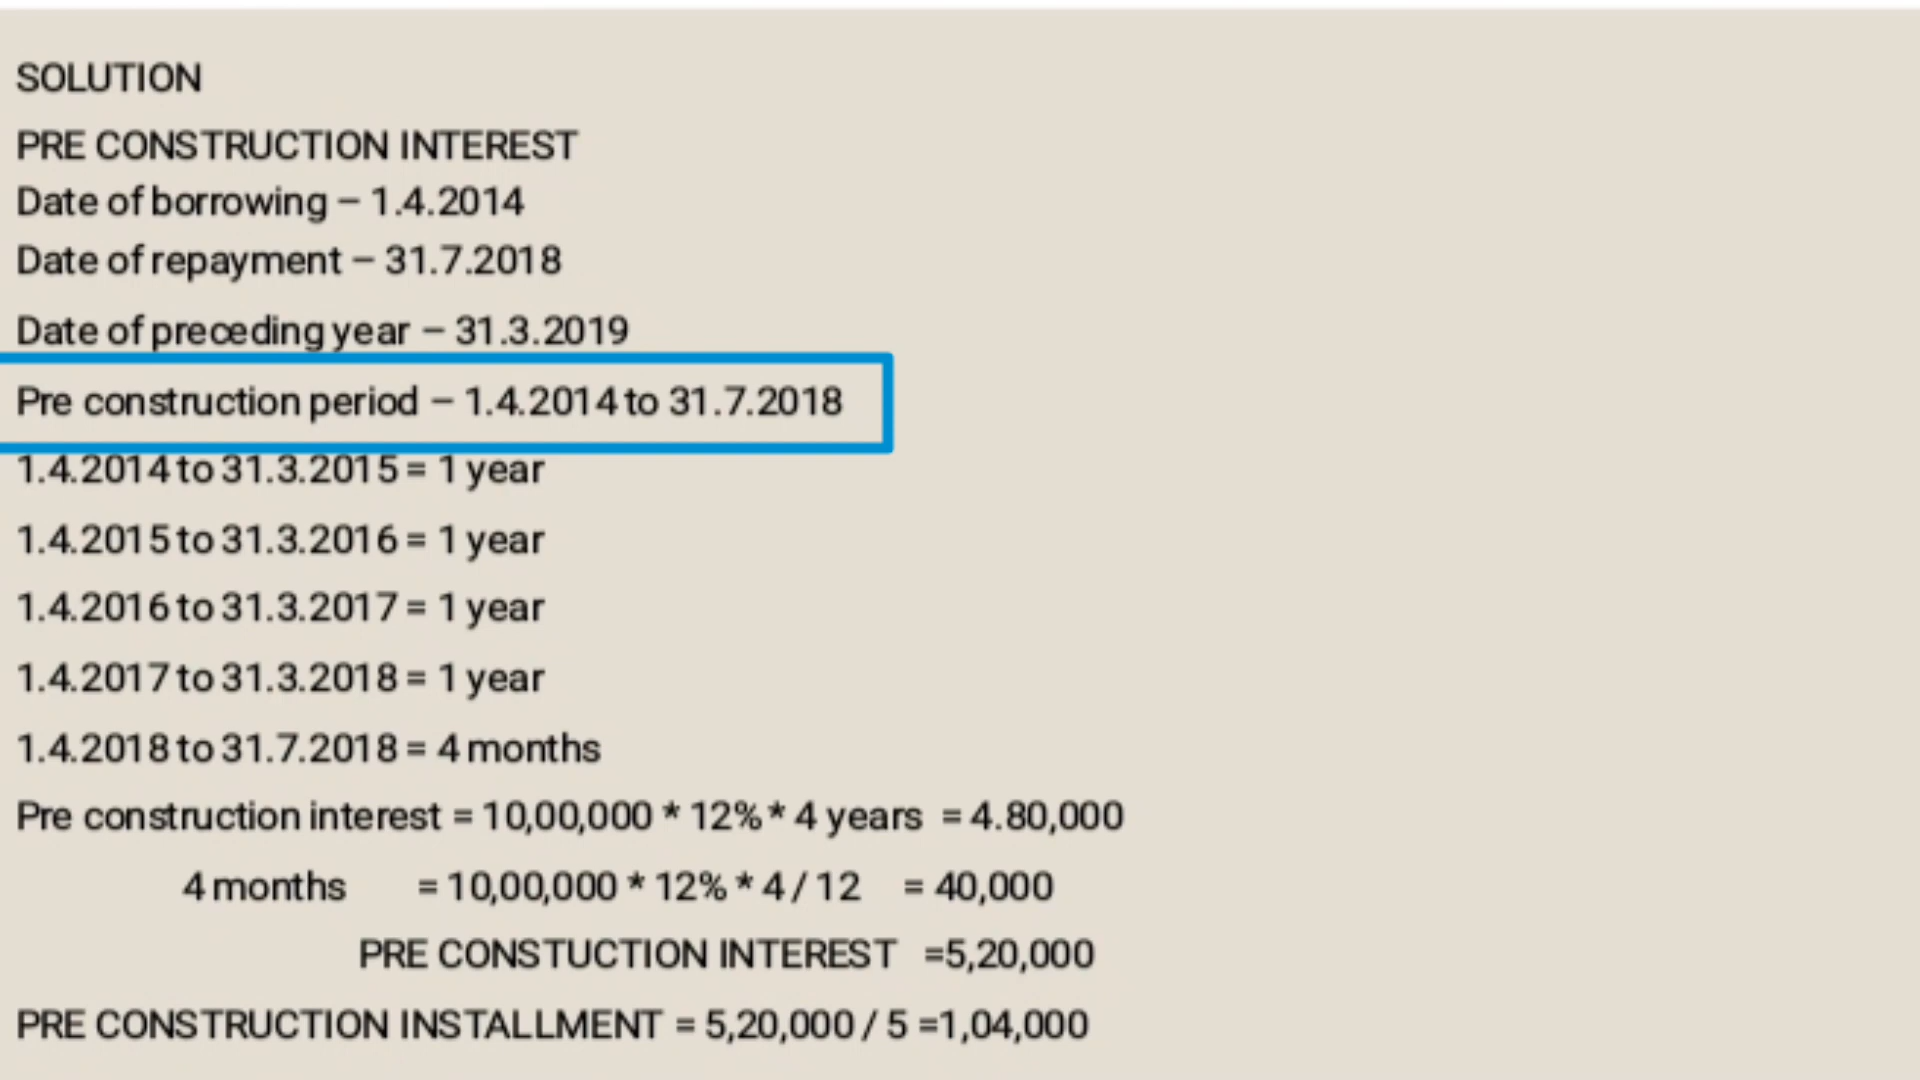 SOLUTION
PRE CONSTRUCTION INTEREST
Date of borrowing – 1.4.2014
Date of repayment – 31.7.2018
Date of preceding year – 31.3.2019
Pre construction period – 1.4.2014 to 31.7.2018
1.4.2014 to 31.3.2015 = 1 year
1.4.2015 to 31.3.2016 = 1 year
1.4.2016 to 31.3.2017 = 1 year
1.4.2017 to 31.3.2018 = 1 year
1.4.2018 to 31.7.2018 = 4 months
Pre construction interest = 10,00,000 * 12% * 4 years = 4.80,000
4 months = 10,00,000 * 12% * 4 / 12 = 40,000
PRE CONSTUCTION INTEREST =5,20,000
PRE CONSTRUCTION INSTALLMENT = 5,20,000 / 5 =1,04,000